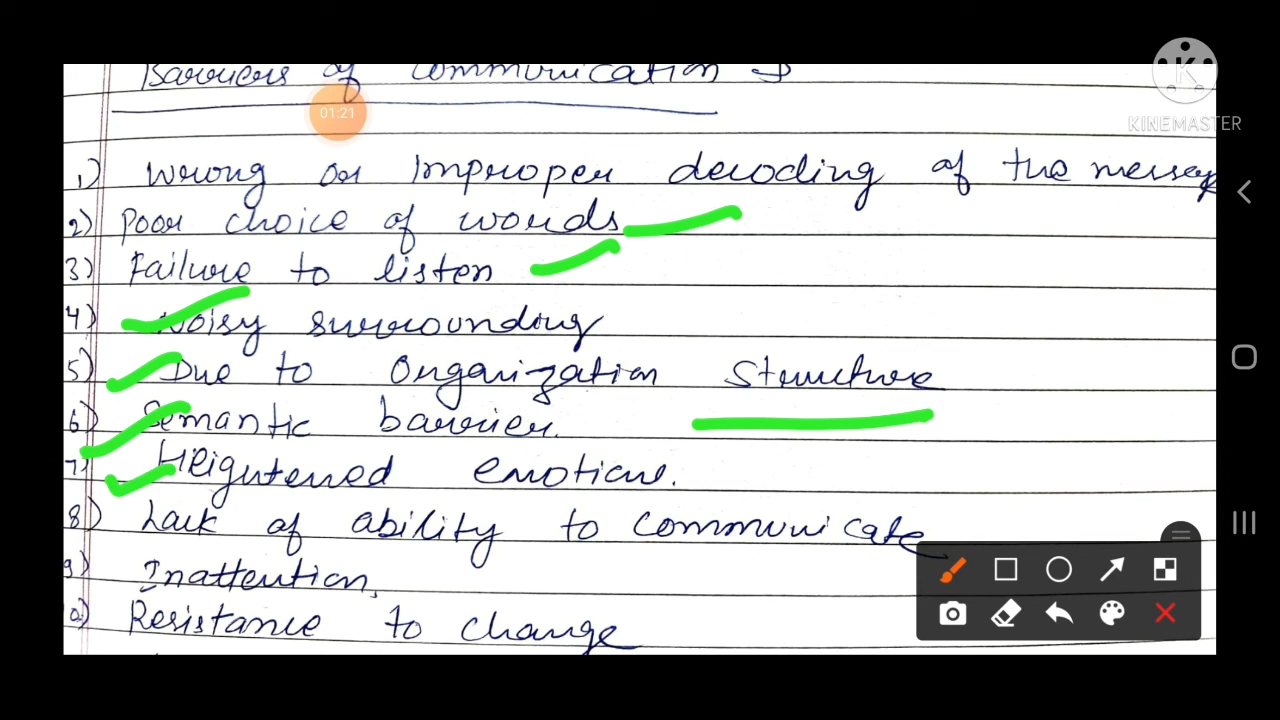 Barriers of communication →
01:21
KINEMASTER
1) Wrong or Improper decoding of the message
2) Poor choice of words
3) Failure to listen
4) Noisy surrounding
5) Due to Organization Structure
6) Semantic barrier.
7) Heightened emotions.
8) Lack of ability to communicate
9) Inattention.
10) Resistance to change